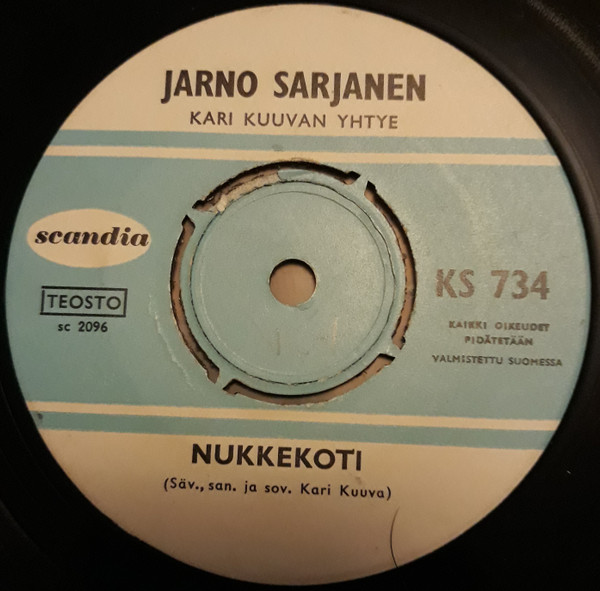 JARNO SARJANEN
KARI KUUVAN YHTYE
scandia
TEOSTO
sc 2096
KS 734
KAIKKI OIKEUDET
PIDÄTETÄÄN
VALMISTETTU SUOMESSA
NUKKEKOTI
(Säv., san. ja sov. Kari Kuuva)